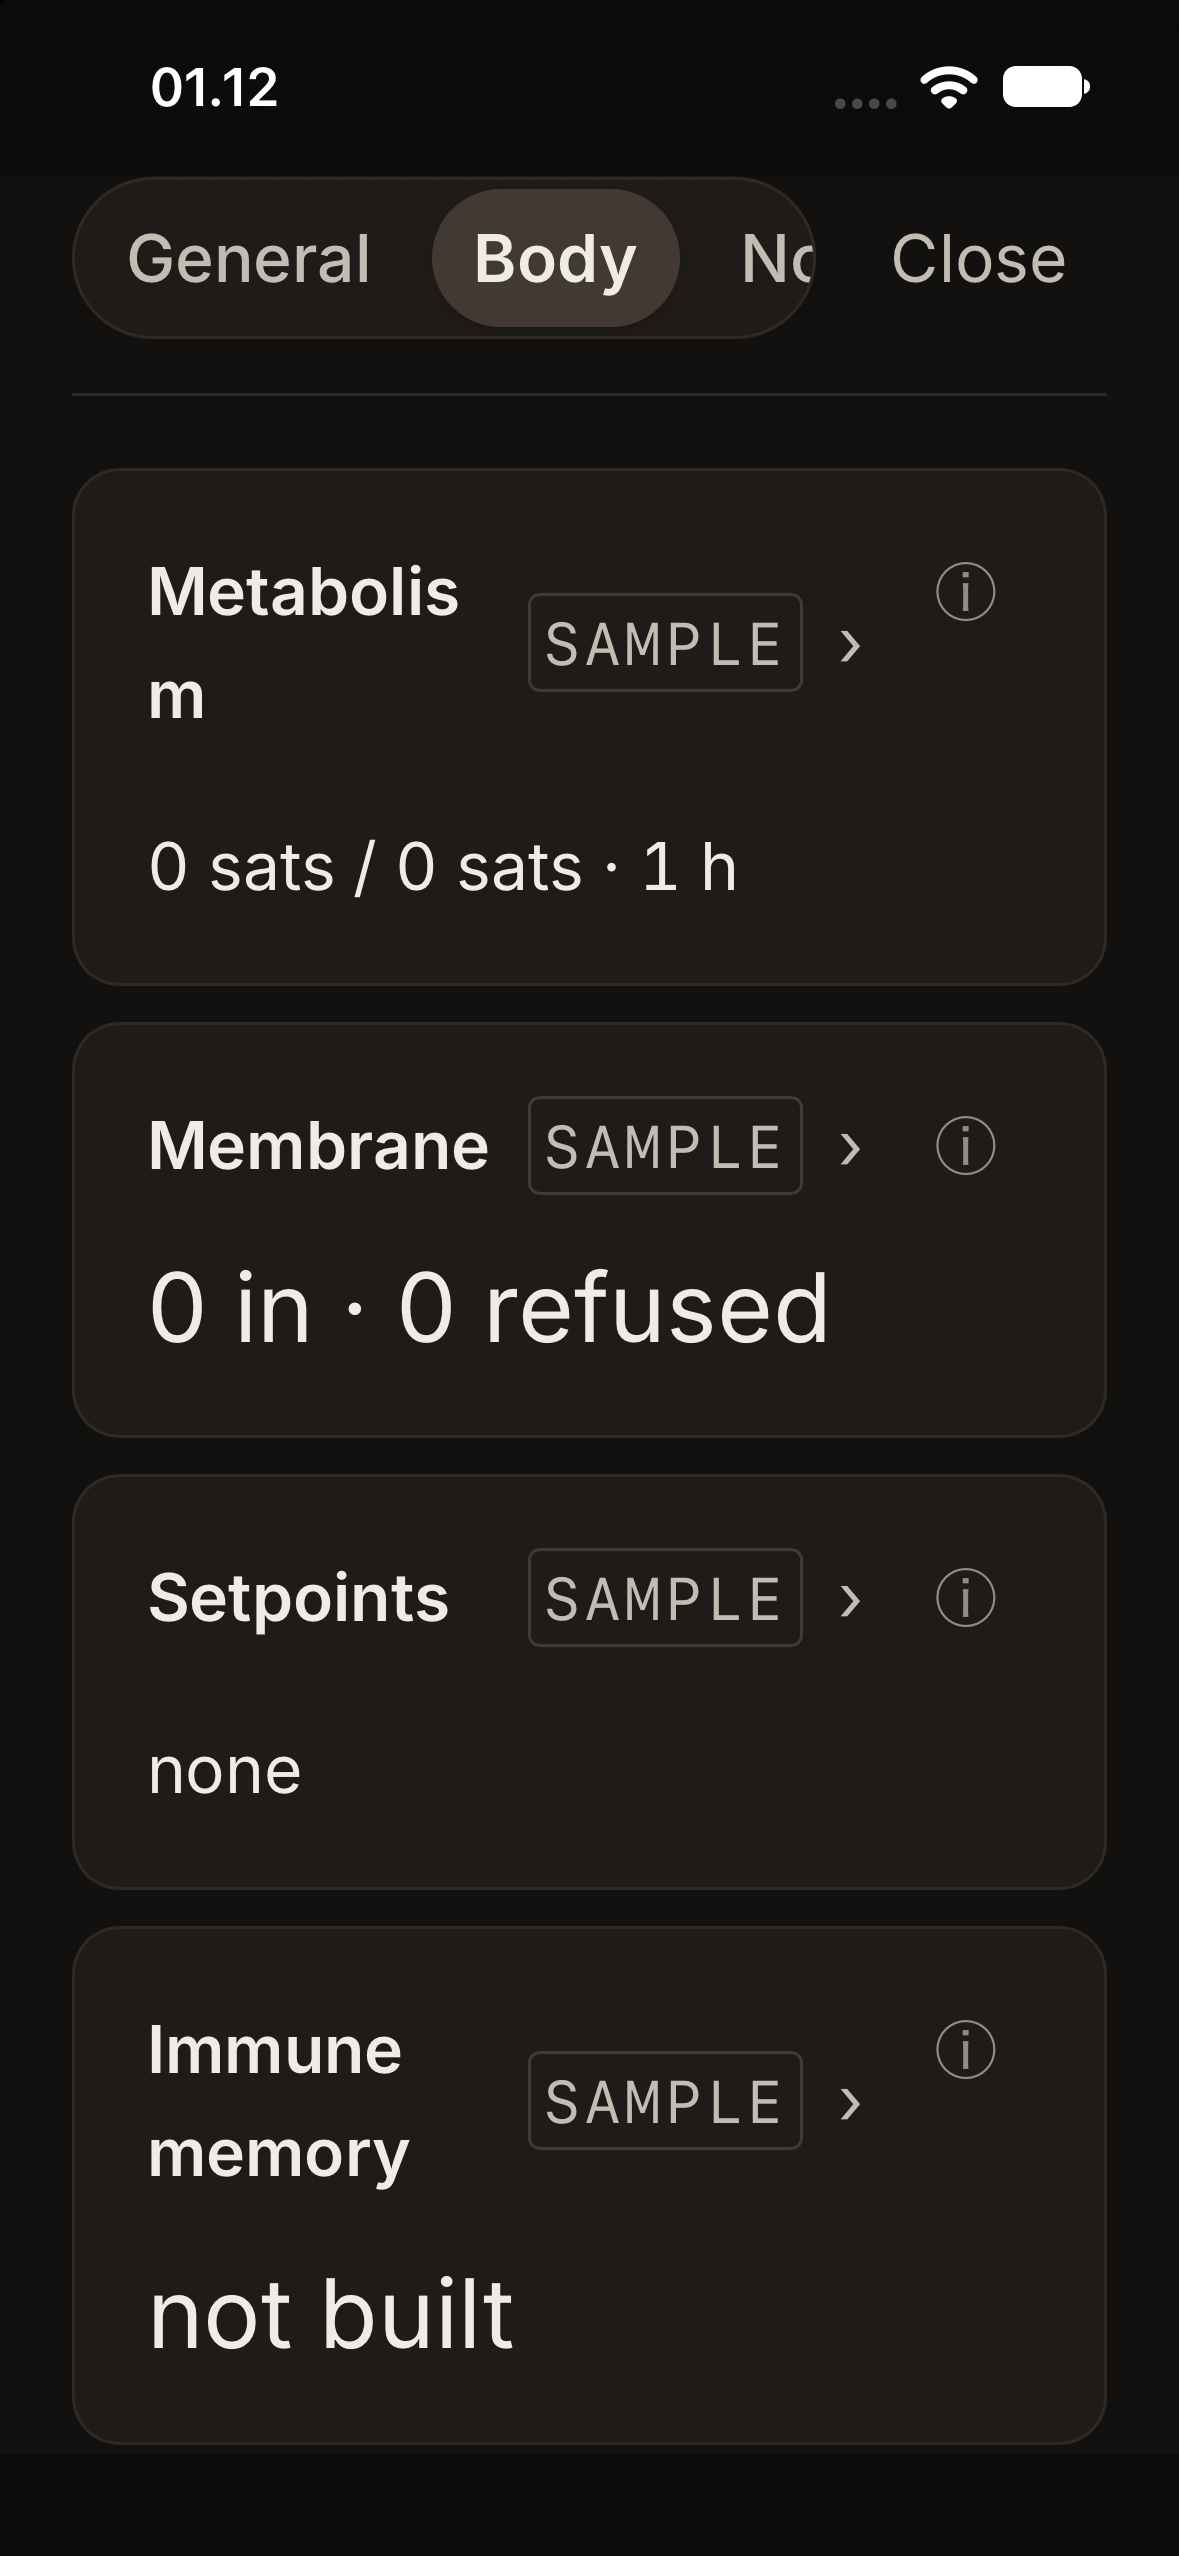 01.12
General Body No Close
Metabolis
m
SAMPLE ›
i
0 sats / 0 sats · 1 h
Membrane SAMPLE › i
0 in · 0 refused
Setpoints SAMPLE › i
none
Immune
memory
SAMPLE ›
i
not built